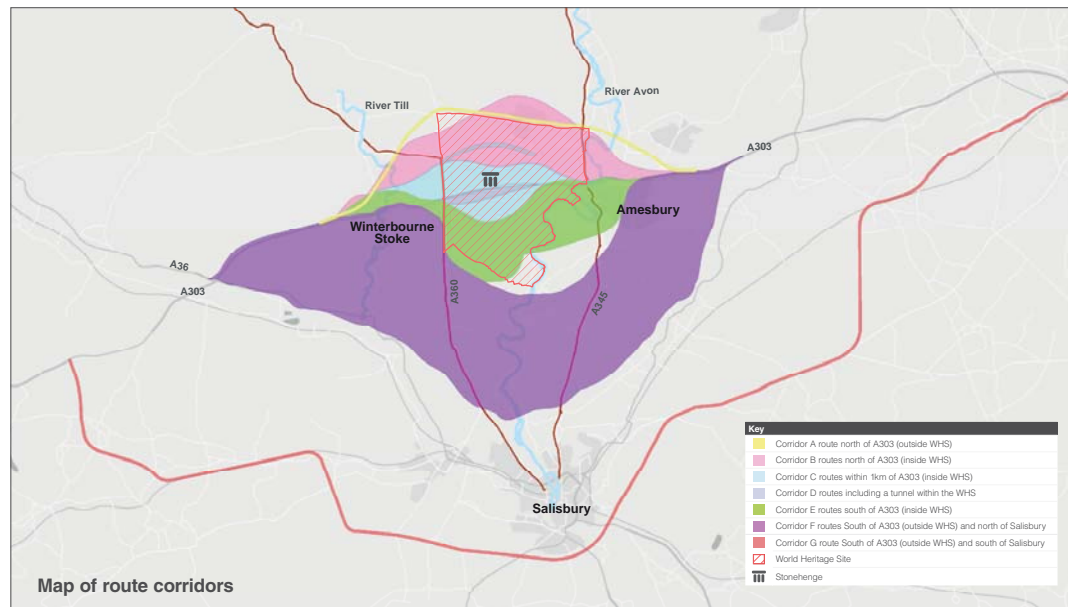 River Till
River Avon
A303
Winterbourne
Stoke
Amesbury
A36
A303
A360
A345
Salisbury
Key
Corridor A route north of A303 (outside WHS)
Corridor B routes north of A303 (inside WHS)
Corridor C routes within 1km of A303 (inside WHS)
Corridor D routes including a tunnel within the WHS
Corridor E routes south of A303 (inside WHS)
Corridor F routes South of A303 (outside WHS) and north of Salisbury
Corridor G route South of A303 (outside WHS) and south of Salisbury
World Heritage Site
Stonehenge
Map of route corridors